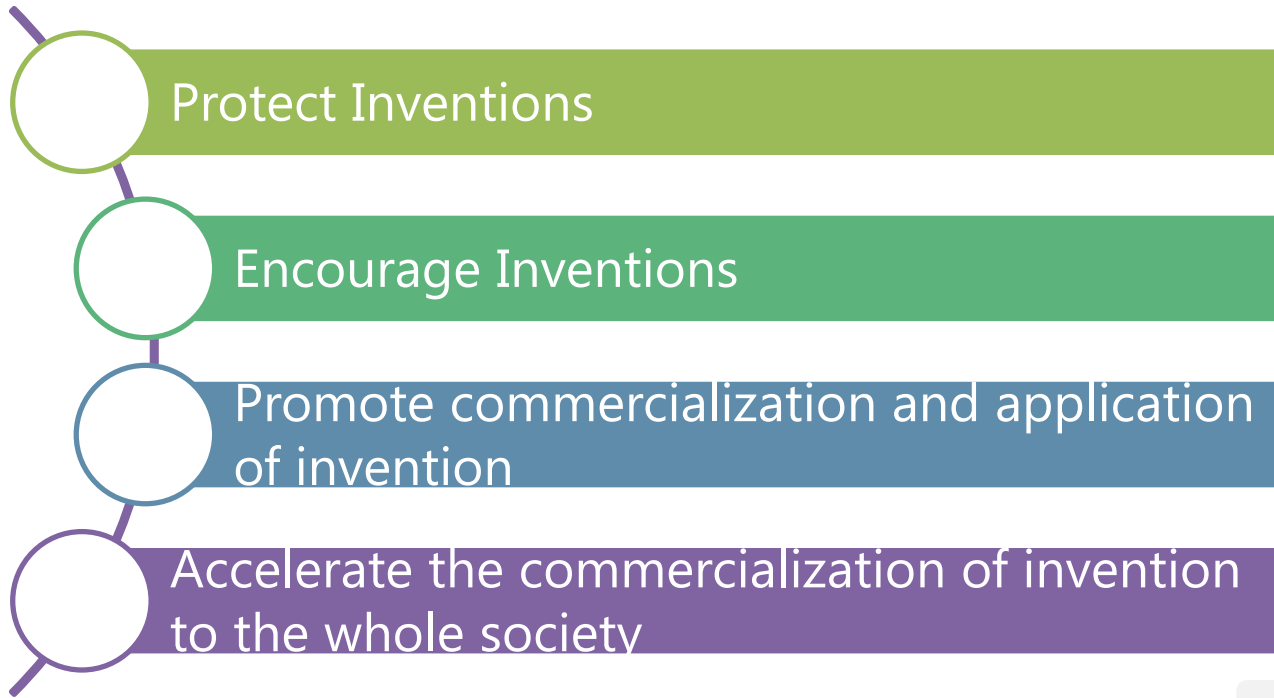 Protect Inventions
Encourage Inventions
Promote commercialization and application
of invention
Accelerate the commercialization of invention
to the whole society